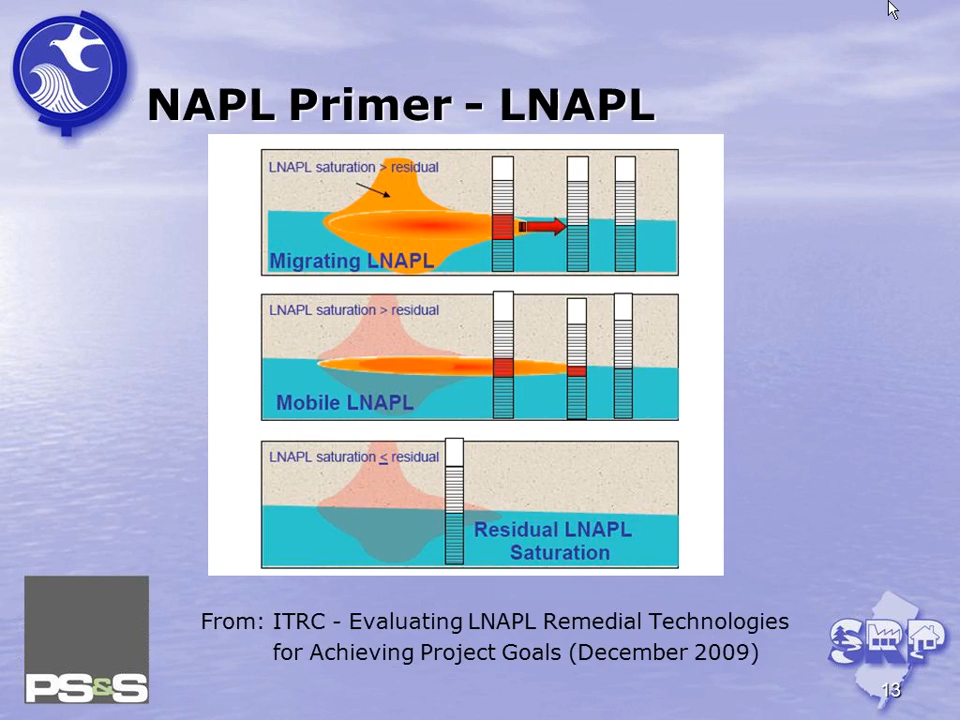 NAPL Primer - LNAPL
LNAPL saturation > residual
Migrating LNAPL
LNAPL saturation > residual
Mobile LNAPL
LNAPL saturation ≤ residual
Residual LNAPL
Saturation
From: ITRC - Evaluating LNAPL Remedial Technologies
for Achieving Project Goals (December 2009)
PS&S
SRP
13